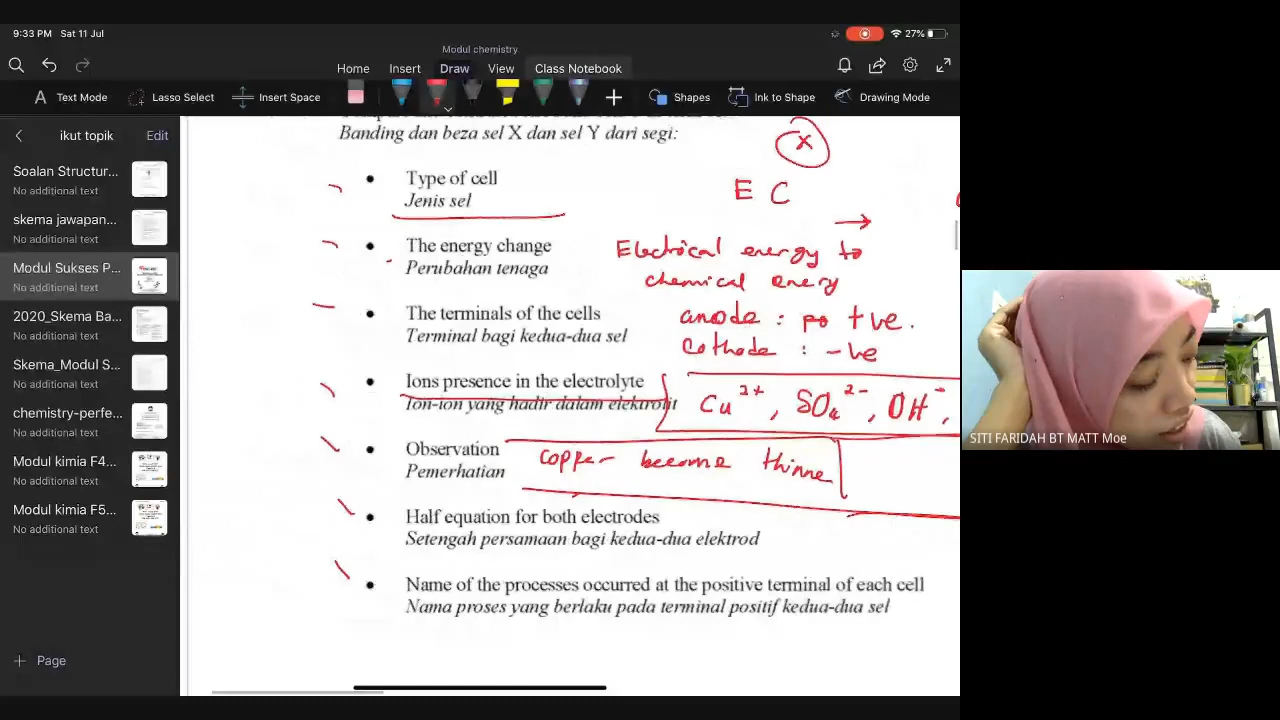 9:33 PM Sat 11 Jul
27%
Modul chemistry
Home Insert Draw View Class Notebook
Text Mode Lasso Select Insert Space Shapes Ink to Shape Drawing Mode
ikut topik Edit
Soalan Structur...
No additional text
skema jawapan...
No additional text
Modul Sukses P...
No additional text
2020_Skema Ba...
No additional text
Skema_Modul S...
No additional text
chemistry-perfe...
No additional text
Modul kimia F4...
No additional text
Modul kimia F5...
No additional text
Page
Banding dan beza sel X dan sel Y dari segi:
X
Type of cell
Jenis sel
E C
The energy change
Perubahan tenaga
Electrical energy to
chemical energy
The terminals of the cells
Terminal bagi kedua-dua sel
anode : po +ve.
Cathode : -ve
Ions presence in the electrolyte
Ion-ion yang hadir dalam elektrolit
Cu²⁺, SO₄²⁻, OH⁻,
Observation
Pemerhatian
copper become thinne
Half equation for both electrodes
Setengah persamaan bagi kedua-dua elektrod
Name of the processes occurred at the positive terminal of each cell
Nama proses yang berlaku pada terminal positif kedua-dua sel
SITI FARIDAH BT MATT Moe